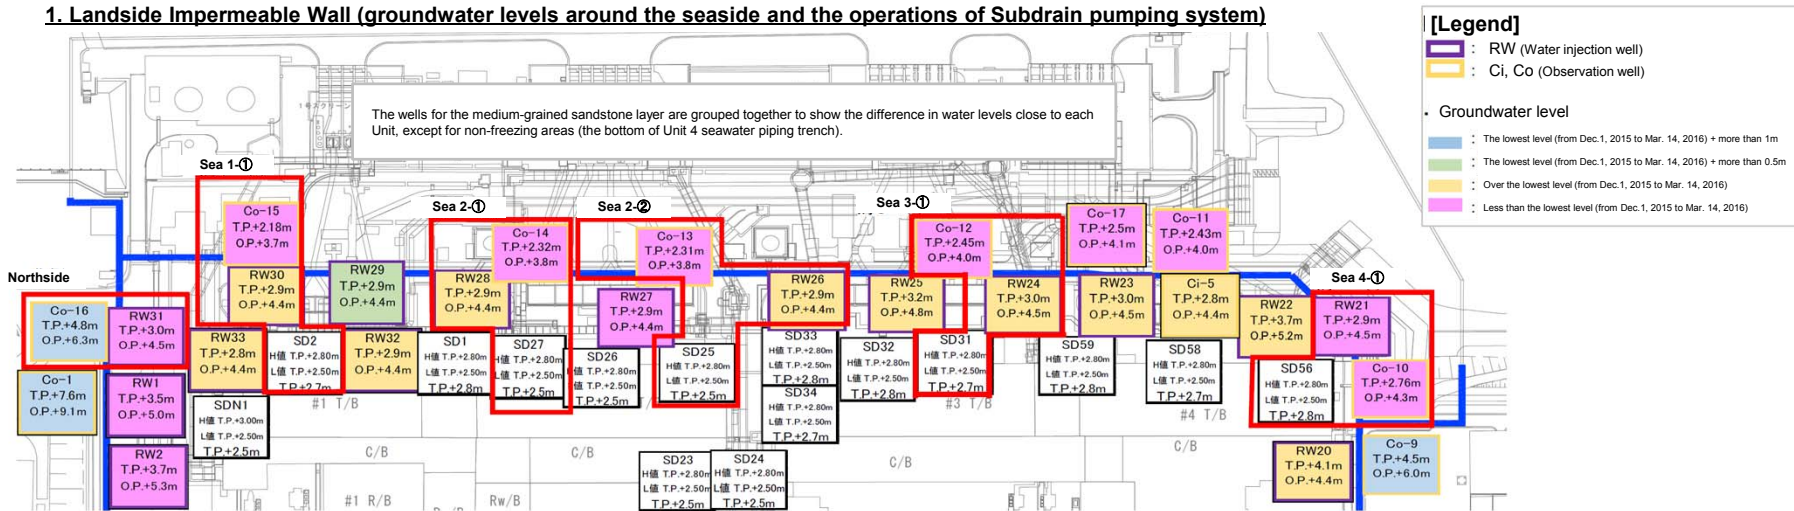 1. Landside Impermeable Wall (groundwater levels around the seaside and the operations of Subdrain pumping system)
[Legend]
: RW (Water injection well)
: Ci, Co (Observation well)
Groundwater level
: The lowest level (from Dec.1, 2015 to Mar. 14, 2016) + more than 1m
: The lowest level (from Dec.1, 2015 to Mar. 14, 2016) + more than 0.5m
: Over the lowest level (from Dec.1, 2015 to Mar. 14, 2016)
: Less than the lowest level (from Dec.1, 2015 to Mar. 14, 2016)
The wells for the medium-grained sandstone layer are grouped together to show the difference in water levels close to each
Unit, except for non-freezing areas (the bottom of Unit 4 seawater piping trench).
Sea 1-①
Sea 2-①
Sea 2-②
Sea 3-①
Sea 4-①
Northside
Co-15
T.P.+2.18m
O.P.+3.7m
Co-14
T.P.+2.32m
O.P.+3.8m
Co-13
T.P.+2.31m
O.P.+3.8m
Co-12
T.P.+2.45m
O.P.+4.0m
Co-17
T.P.+2.5m
O.P.+4.1m
Co-11
T.P.+2.43m
O.P.+4.0m
RW30
T.P.+2.9m
O.P.+4.4m
RW29
T.P.+2.9m
O.P.+4.4m
RW28
T.P.+2.9m
O.P.+4.4m
RW27
T.P.+2.9m
O.P.+4.4m
RW26
T.P.+2.9m
O.P.+4.4m
RW25
T.P.+3.2m
O.P.+4.8m
RW24
T.P.+3.0m
O.P.+4.5m
RW23
T.P.+3.0m
O.P.+4.5m
Ci-5
T.P.+2.8m
O.P.+4.4m
RW22
T.P.+3.7m
O.P.+5.2m
RW21
T.P.+2.9m
O.P.+4.5m
Co-16
T.P.+4.8m
O.P.+6.3m
RW31
T.P.+3.0m
O.P.+4.5m
RW33
T.P.+2.8m
O.P.+4.4m
SD2
H値 T.P.+2.80m
L値 T.P.+2.50m
T.P.+2.7m
RW32
T.P.+2.9m
O.P.+4.4m
SD1
H値 T.P.+2.80m
L値 T.P.+2.50m
T.P.+2.8m
SD27
H値 T.P.+2.80m
L値 T.P.+2.50m
T.P.+2.5m
SD26
H値 T.P.+2.80m
L値 T.P.+2.50m
T.P.+2.5m
SD25
H値 T.P.+2.80m
L値 T.P.+2.50m
T.P.+2.5m
SD33
H値 T.P.+2.80m
L値 T.P.+2.50m
T.P.+2.8m
SD32
H値 T.P.+2.80m
L値 T.P.+2.50m
T.P.+2.8m
SD31
H値 T.P.+2.80m
L値 T.P.+2.50m
T.P.+2.7m
SD59
H値 T.P.+2.80m
L値 T.P.+2.50m
T.P.+2.8m
SD58
H値 T.P.+2.80m
L値 T.P.+2.50m
T.P.+2.7m
SD56
H値 T.P.+2.80m
L値 T.P.+2.50m
T.P.+2.8m
Co-10
T.P.+2.76m
O.P.+4.3m
Co-1
T.P.+7.6m
O.P.+9.1m
RW1
T.P.+3.5m
O.P.+5.0m
SDN1
H値 T.P.+3.00m
L値 T.P.+2.50m
T.P.+2.5m
SD34
H値 T.P.+2.80m
L値 T.P.+2.50m
T.P.+2.7m
#1 T/B
#3 T/B
#4 T/B
RW2
T.P.+3.7m
O.P.+5.3m
C/B
C/B
C/B
C/B
SD23
H値 T.P.+2.80m
L値 T.P.+2.50m
T.P.+2.5m
SD24
H値 T.P.+2.80m
L値 T.P.+2.50m
T.P.+2.5m
RW20
T.P.+4.1m
O.P.+4.4m
Co-9
T.P.+4.5m
O.P.+6.0m
#1 R/B
Rw/B